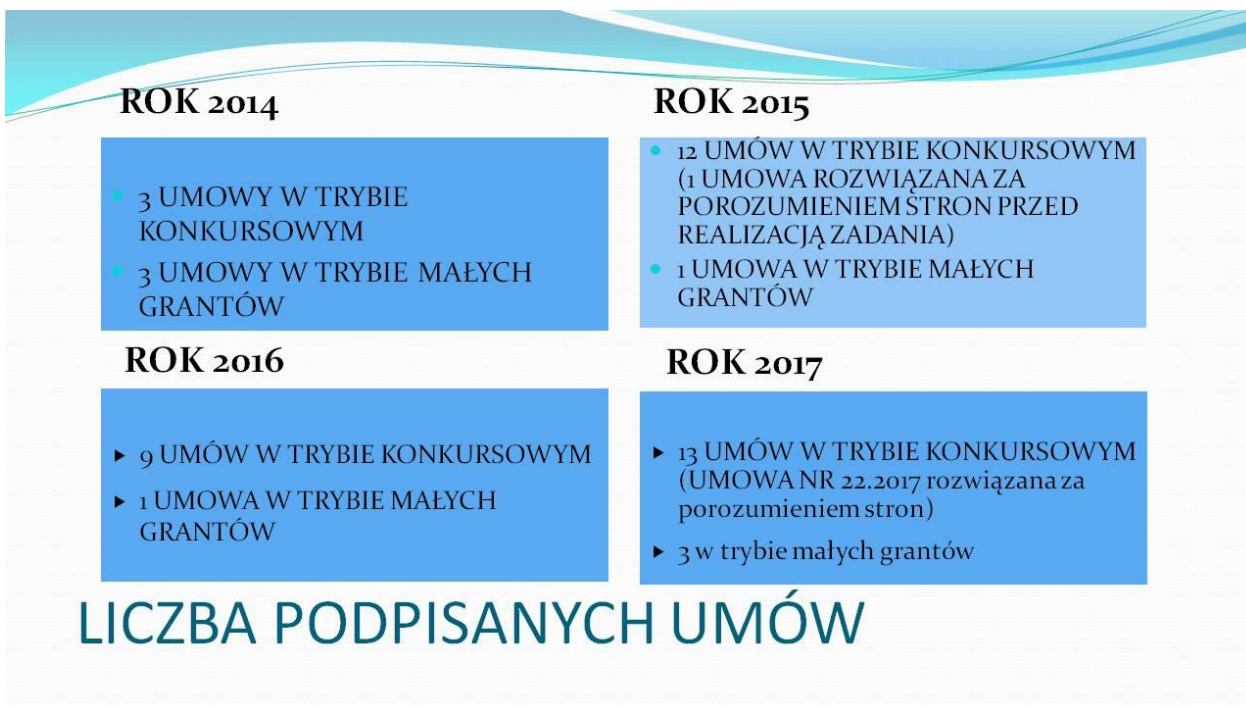 ROK 2014
3 UMOWY W TRYBIE
KONKURSOWYM
3 UMOWY W TRYBIE MAŁYCH
GRANTÓW
ROK 2015
12 UMÓW W TRYBIE KONKURSOWYM
(1 UMOWA ROZWIĄZANA ZA
POROZUMIENIEM STRON PRZED
REALIZACJĄ ZADANIA)
1 UMOWA W TRYBIE MAŁYCH
GRANTÓW
ROK 2016
9 UMÓW W TRYBIE KONKURSOWYM
1 UMOWA W TRYBIE MAŁYCH
GRANTÓW
ROK 2017
13 UMÓW W TRYBIE KONKURSOWYM
(UMOWA NR 22.2017 rozwiązana za
porozumieniem stron)
3 w trybie małych grantów
LICZBA PODPISANYCH UMÓW